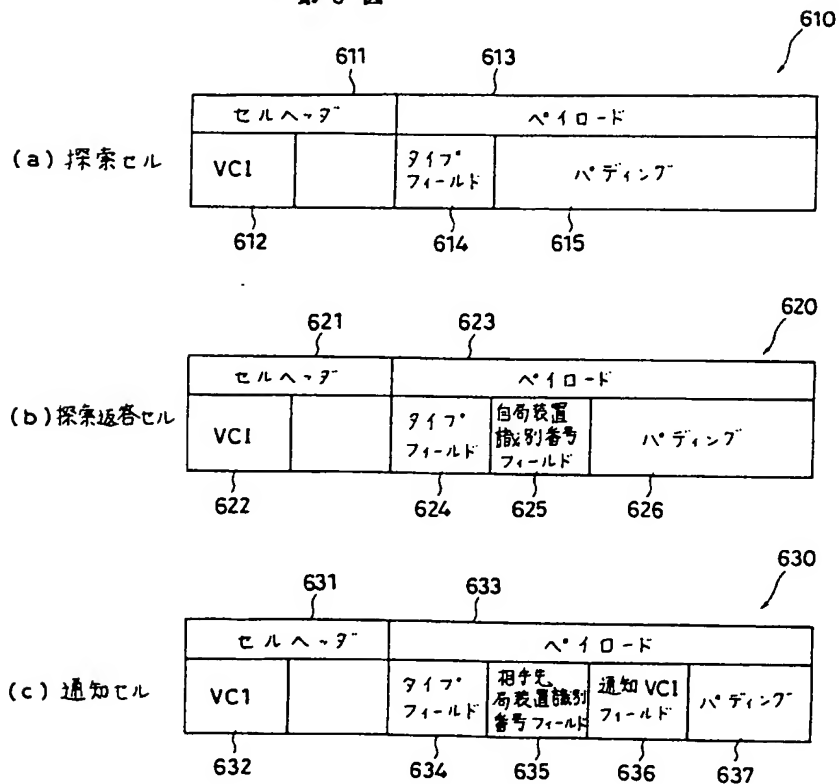 610
611 613
セルヘッダ ペイロード
(a)探索セル VCI タイプ パディング
フィールド
612 614 615
620
621 623
セルヘッダ ペイロード
(b)探索返答セル VCI タイプ 自局装置 パディング
フィールド 識別番号
フィールド
622 624 625 626
630
631 633
セルヘッダ ペイロード
(c)通知セル VC1 タイプ 相手先 通知VCI パディング
フィールド 局装置識別 フィールド
番号フィールド
632 634 635 636 637